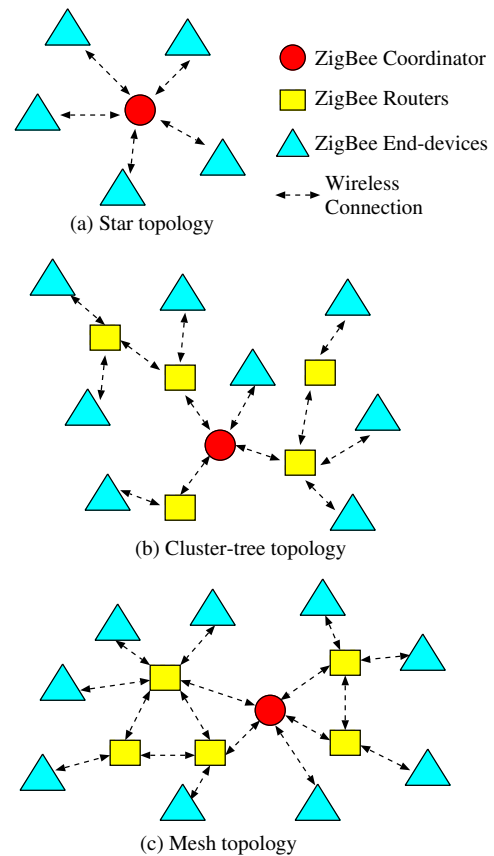 ZigBee Coordinator
ZigBee Routers
ZigBee End-devices
Wireless
Connection
(a) Star topology
(b) Cluster-tree topology
(c) Mesh topology